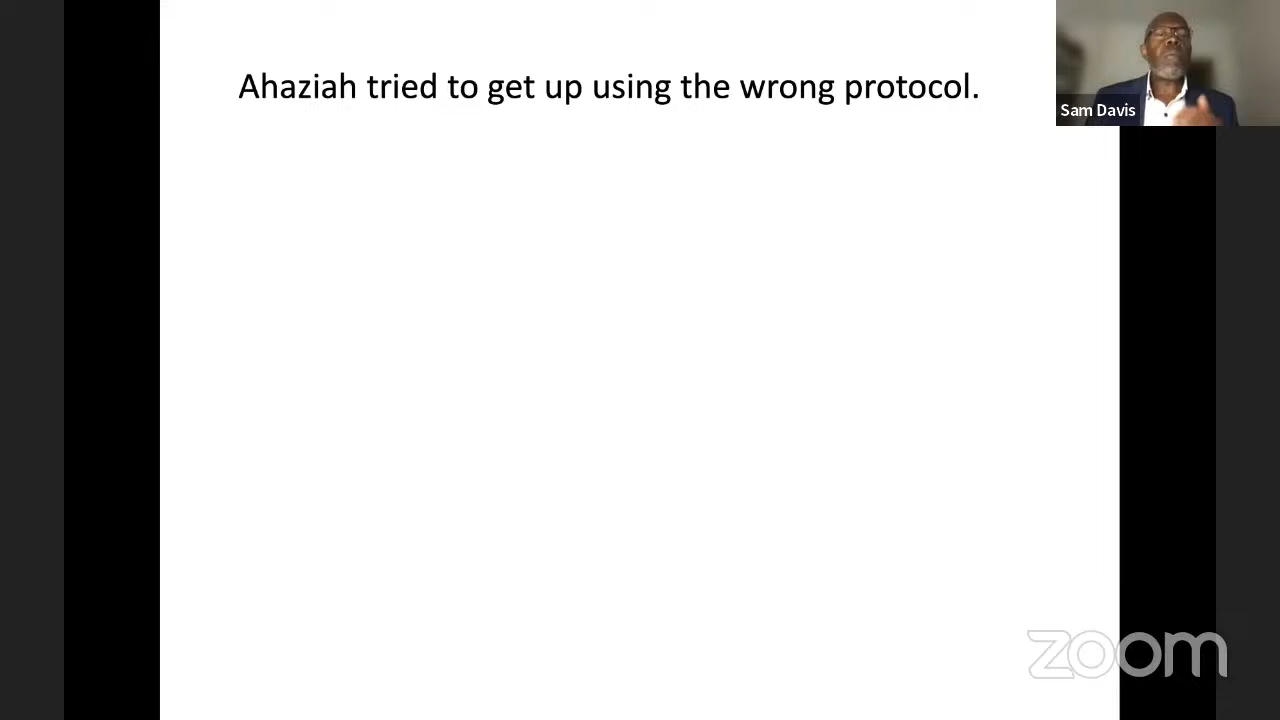 Ahaziah tried to get up using the wrong protocol.
Sam Davis
zoom